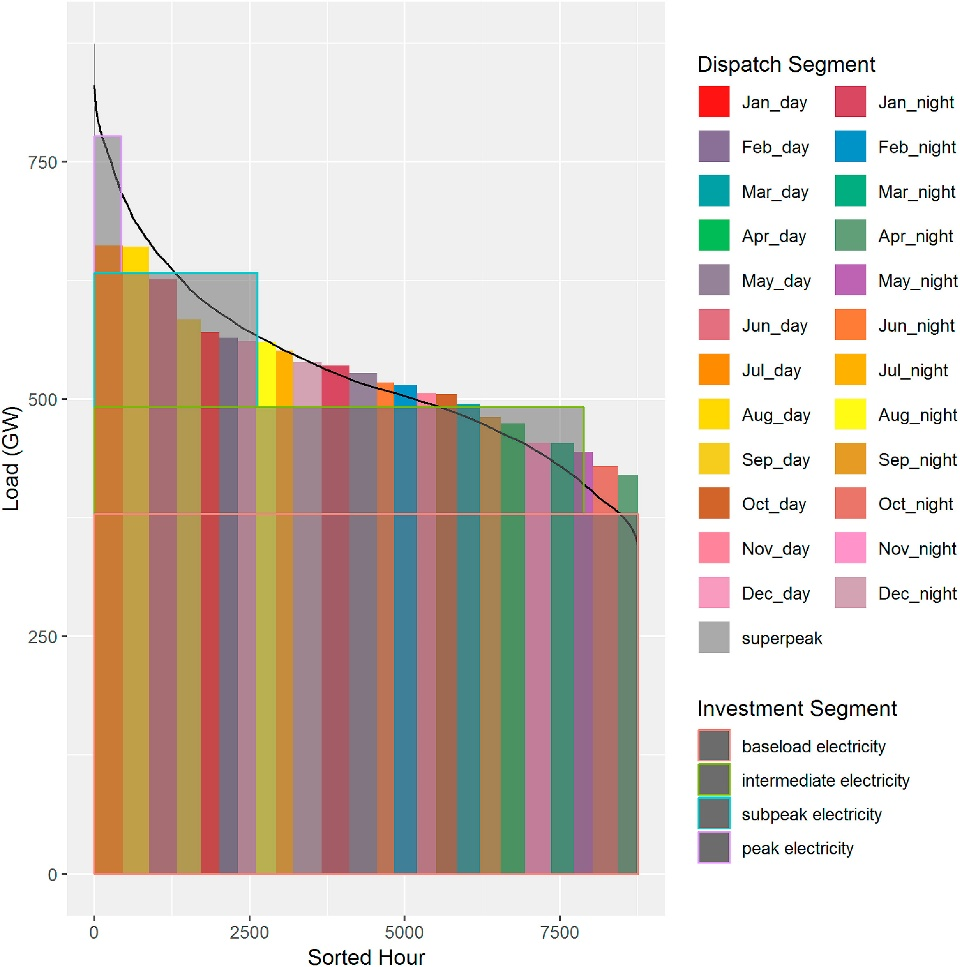 750
500
250
0
Load (GW)
0 2500 5000 7500
Sorted Hour
Dispatch Segment
Jan_day Jan_night
Feb_day Feb_night
Mar_day Mar_night
Apr_day Apr_night
May_day May_night
Jun_day Jun_night
Jul_day Jul_night
Aug_day Aug_night
Sep_day Sep_night
Oct_day Oct_night
Nov_day Nov_night
Dec_day Dec_night
superpeak
Investment Segment
baseload electricity
intermediate electricity
subpeak electricity
peak electricity